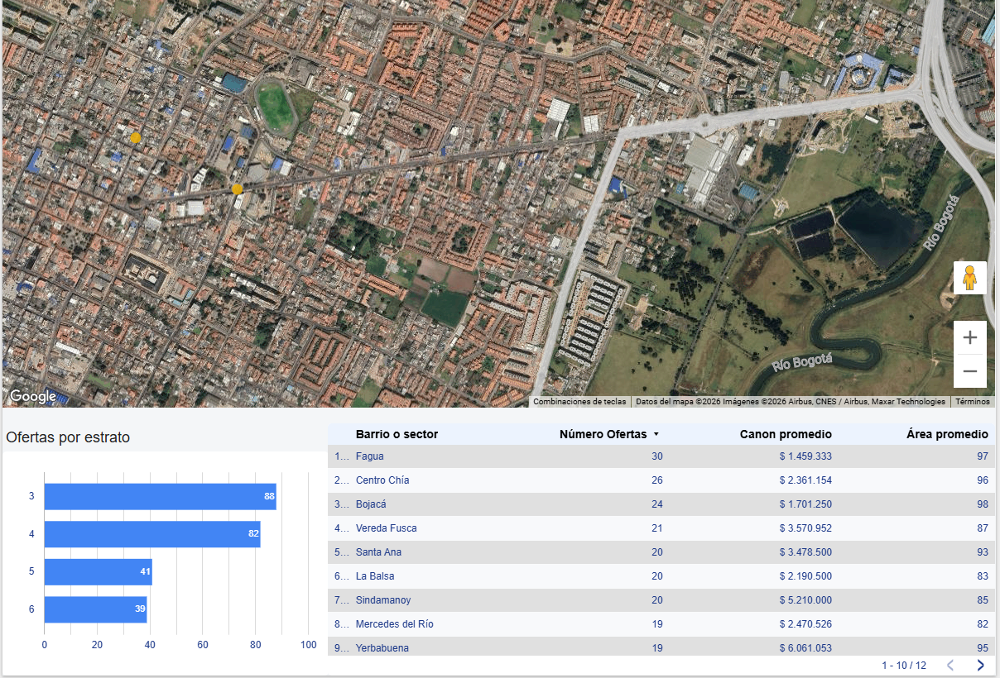 Río Bogotá
Río Bogotá
Google
Combinaciones de teclas
Datos del mapa ©2026 Imágenes ©2026 Airbus, CNES / Airbus, Maxar Technologies
Términos
Ofertas por estrato
3 88
4 82
5 41
6 39
0 20 40 60 80 100
Barrio o sector Número Ofertas Canon promedio Área promedio
1... Fagua 30 $ 1.459.333 97
2... Centro Chía 26 $ 2.361.154 96
3... Bojacá 24 $ 1.701.250 98
4... Vereda Fusca 21 $ 3.570.952 87
5... Santa Ana 20 $ 3.478.500 93
6... La Balsa 20 $ 2.190.500 83
7... Sindamanoy 20 $ 5.210.000 85
8... Mercedes del Río 19 $ 2.470.526 82
9... Yerbabuena 19 $ 6.061.053 95
1 - 10 / 12